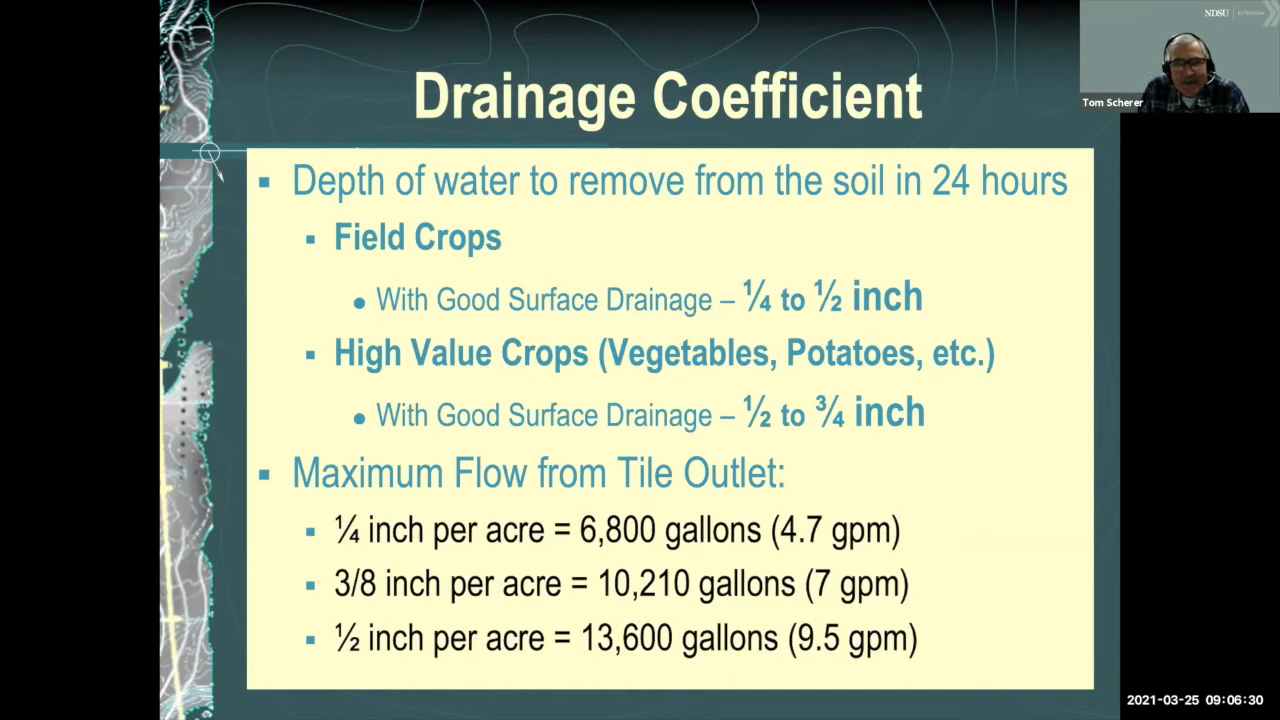 NDSU EXTENSION
Tom Scherer
Drainage Coefficient
Depth of water to remove from the soil in 24 hours
Field Crops
With Good Surface Drainage – ¼ to ½ inch
High Value Crops (Vegetables, Potatoes, etc.)
With Good Surface Drainage – ½ to ¾ inch
Maximum Flow from Tile Outlet:
¼ inch per acre = 6,800 gallons (4.7 gpm)
3/8 inch per acre = 10,210 gallons (7 gpm)
½ inch per acre = 13,600 gallons (9.5 gpm)
2021-03-25 09:06:30